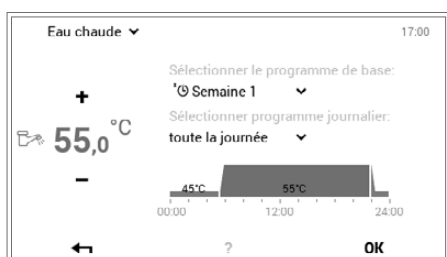 Eau chaude
17:00
Sélectionner le programme de base:
Semaine 1
Sélectionner programme journalier:
toute la journée
+
55,0 °C
−
45°C 55°C
00:00 12:00 24:00
? OK